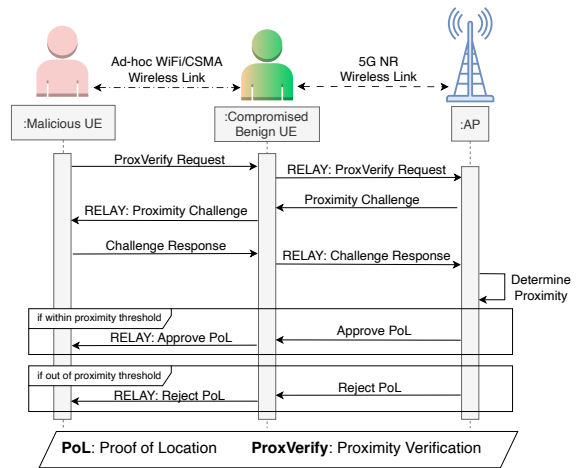 Ad-hoc WiFi/CSMA
Wireless Link
5G NR
Wireless Link
:Malicious UE
:Compromised
Benign UE
:AP
ProxVerify Request
RELAY: ProxVerify Request
Proximity Challenge
RELAY: Proximity Challenge
Challenge Response
RELAY: Challenge Response
Determine
Proximity
if within proximity threshold
Approve PoL
RELAY: Approve PoL
if out of proximity threshold
Reject PoL
RELAY: Reject PoL
PoL: Proof of Location ProxVerify: Proximity Verification